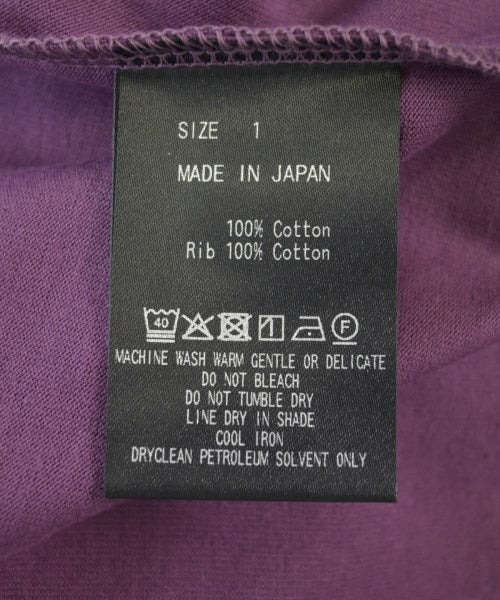 SIZE 1
MADE IN JAPAN
100% Cotton
Rib 100% Cotton
40 F
MACHINE WASH WARM GENTLE OR DELICATE
DO NOT BLEACH
DO NOT TUMBLE DRY
LINE DRY IN SHADE
COOL IRON
DRYCLEAN PETROLEUM SOLVENT ONLY